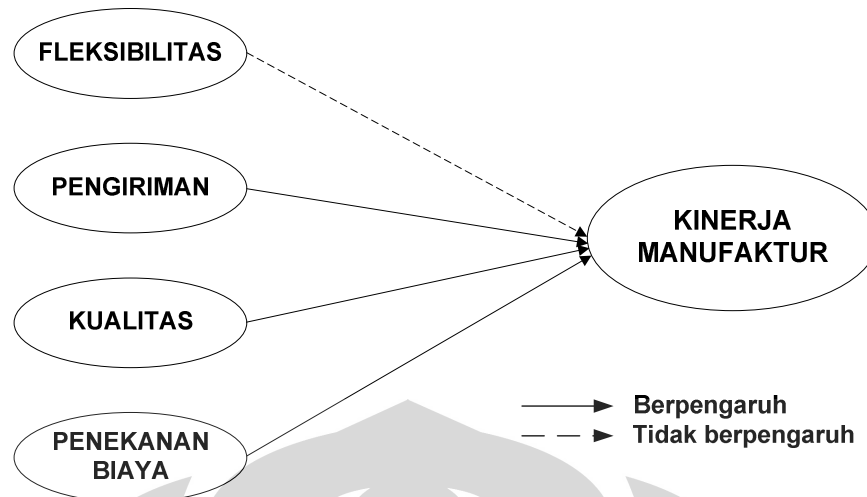 FLEKSIBILITAS
PENGIRIMAN
KINERJA
MANUFAKTUR
KUALITAS
PENEKANAN
BIAYA
Berpengaruh
Tidak berpengaruh